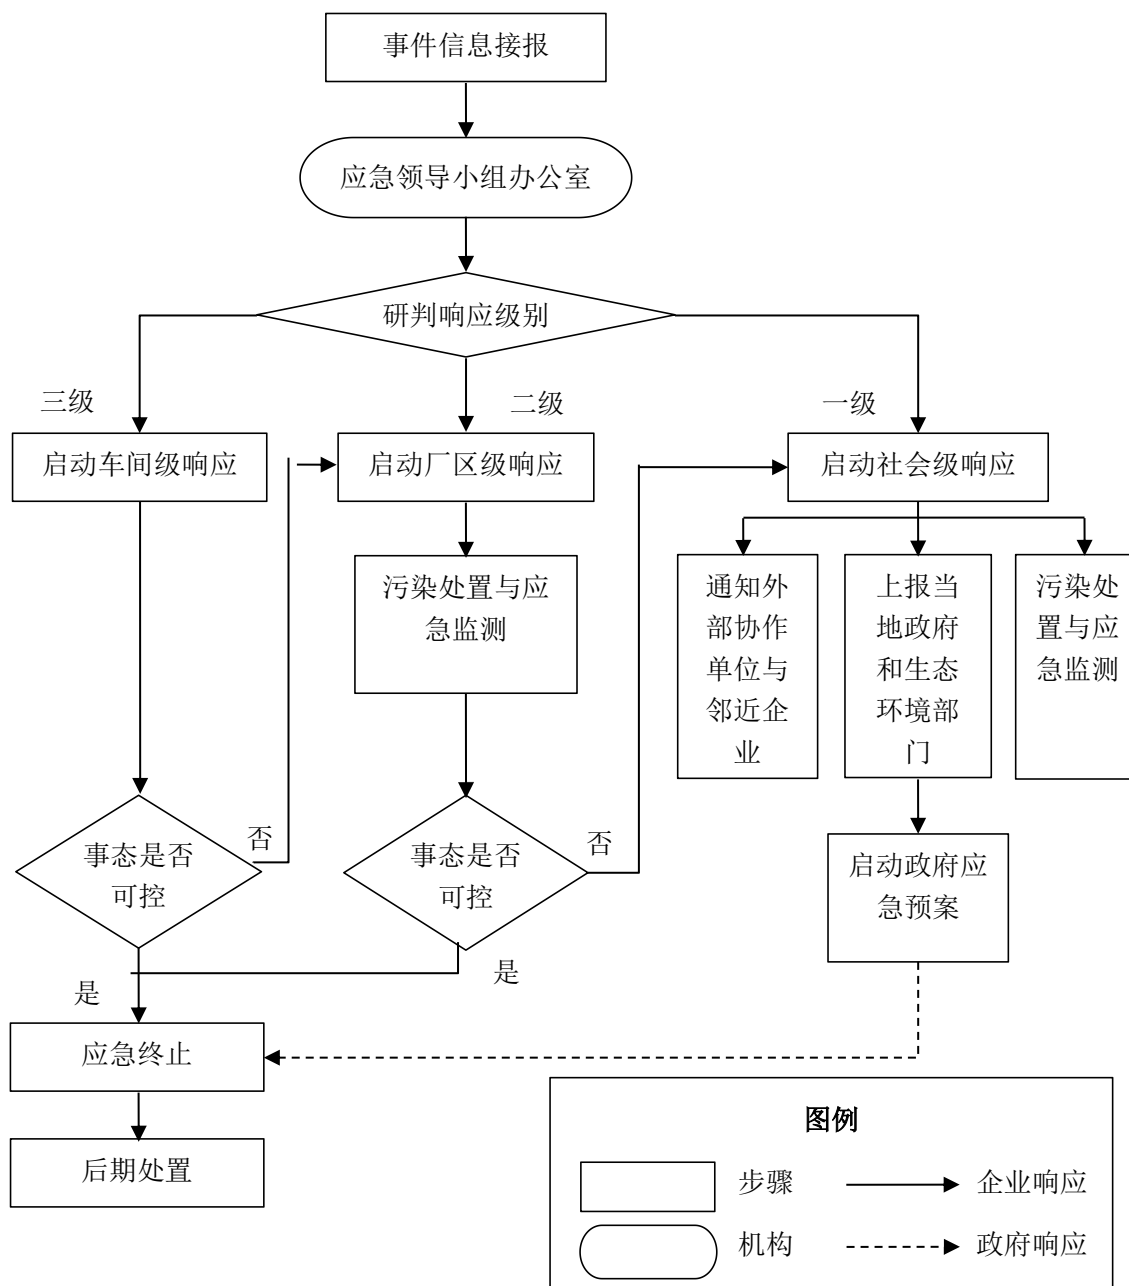 事件信息接报
应急领导小组办公室
研判响应级别
三级
二级
一级
启动车间级响应
启动厂区级响应
启动社会级响应
污染处置与应
急监测
通知外
部协作
单位与
邻近企
业
上报当
地政府
和生态
环境部
门
污染处
置与应
急监测
事态是否
可控
否
事态是否
可控
否
启动政府应
急预案
是
是
应急终止
后期处置
图例
步骤
企业响应
机构
政府响应